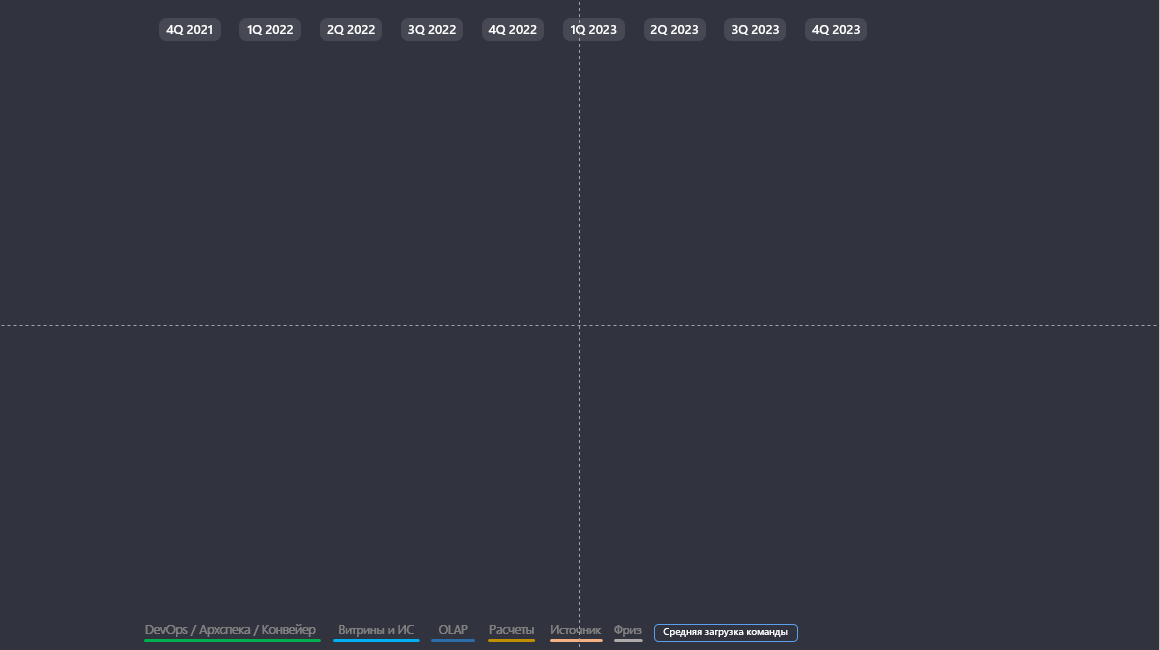 4Q 2021 1Q 2022 2Q 2022 3Q 2022 4Q 2022 1Q 2023 2Q 2023 3Q 2023 4Q 2023
DevOps / Архспека / Конвейер Витрины и ИС OLAP Расчеты Источник Фриз Средняя загрузка команды